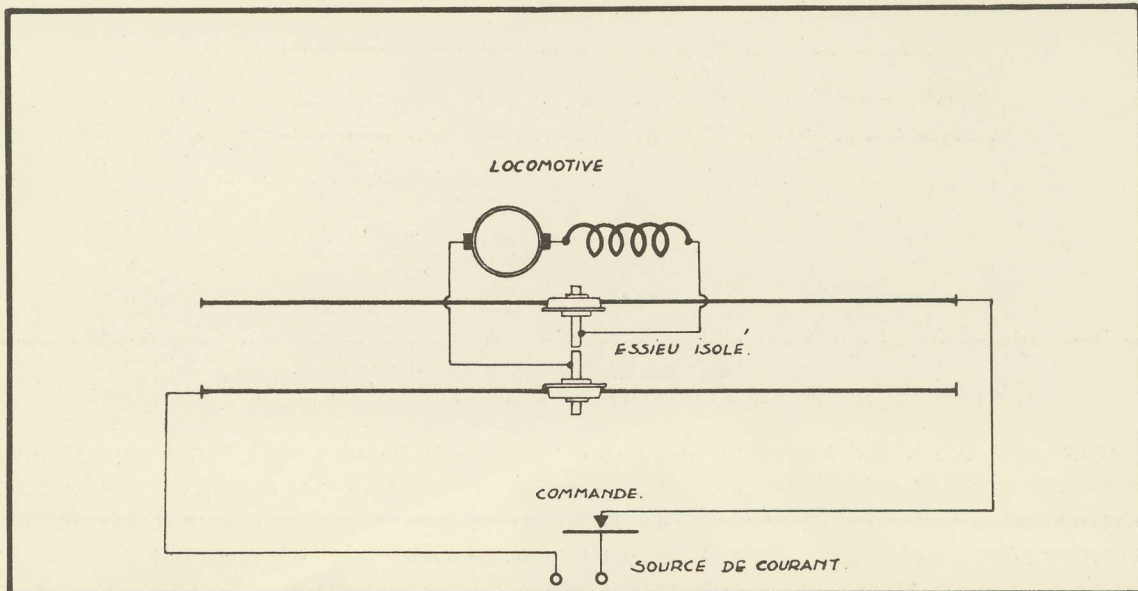 LOCOMOTIVE
ESSIEU ISOLÉ.
COMMANDE.
SOURCE DE COURANT.